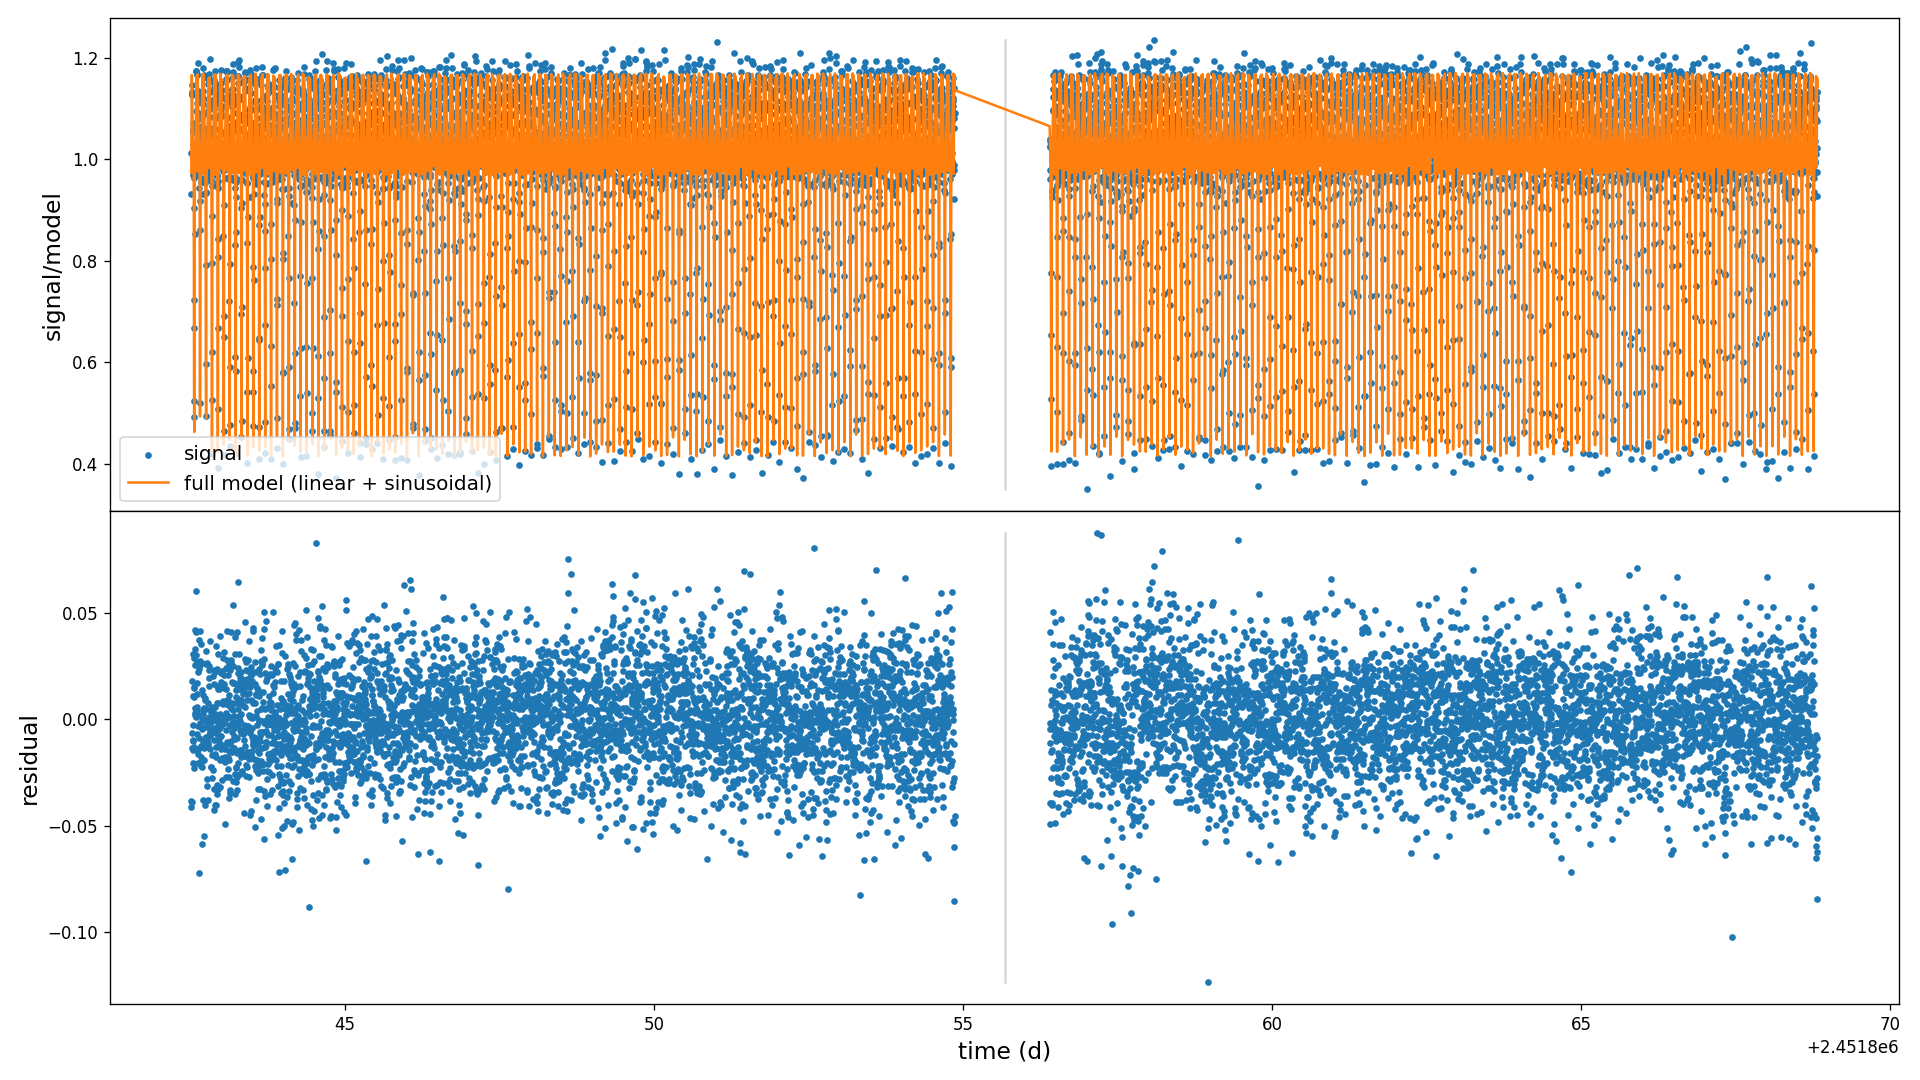 signal/model
1.2
1.0
0.8
0.6
0.4
signal
full model (linear + sinusoidal)
residual
0.05
0.00
−0.05
−0.10
45
50
55
60
65
70
time (d)
+2.4518e6